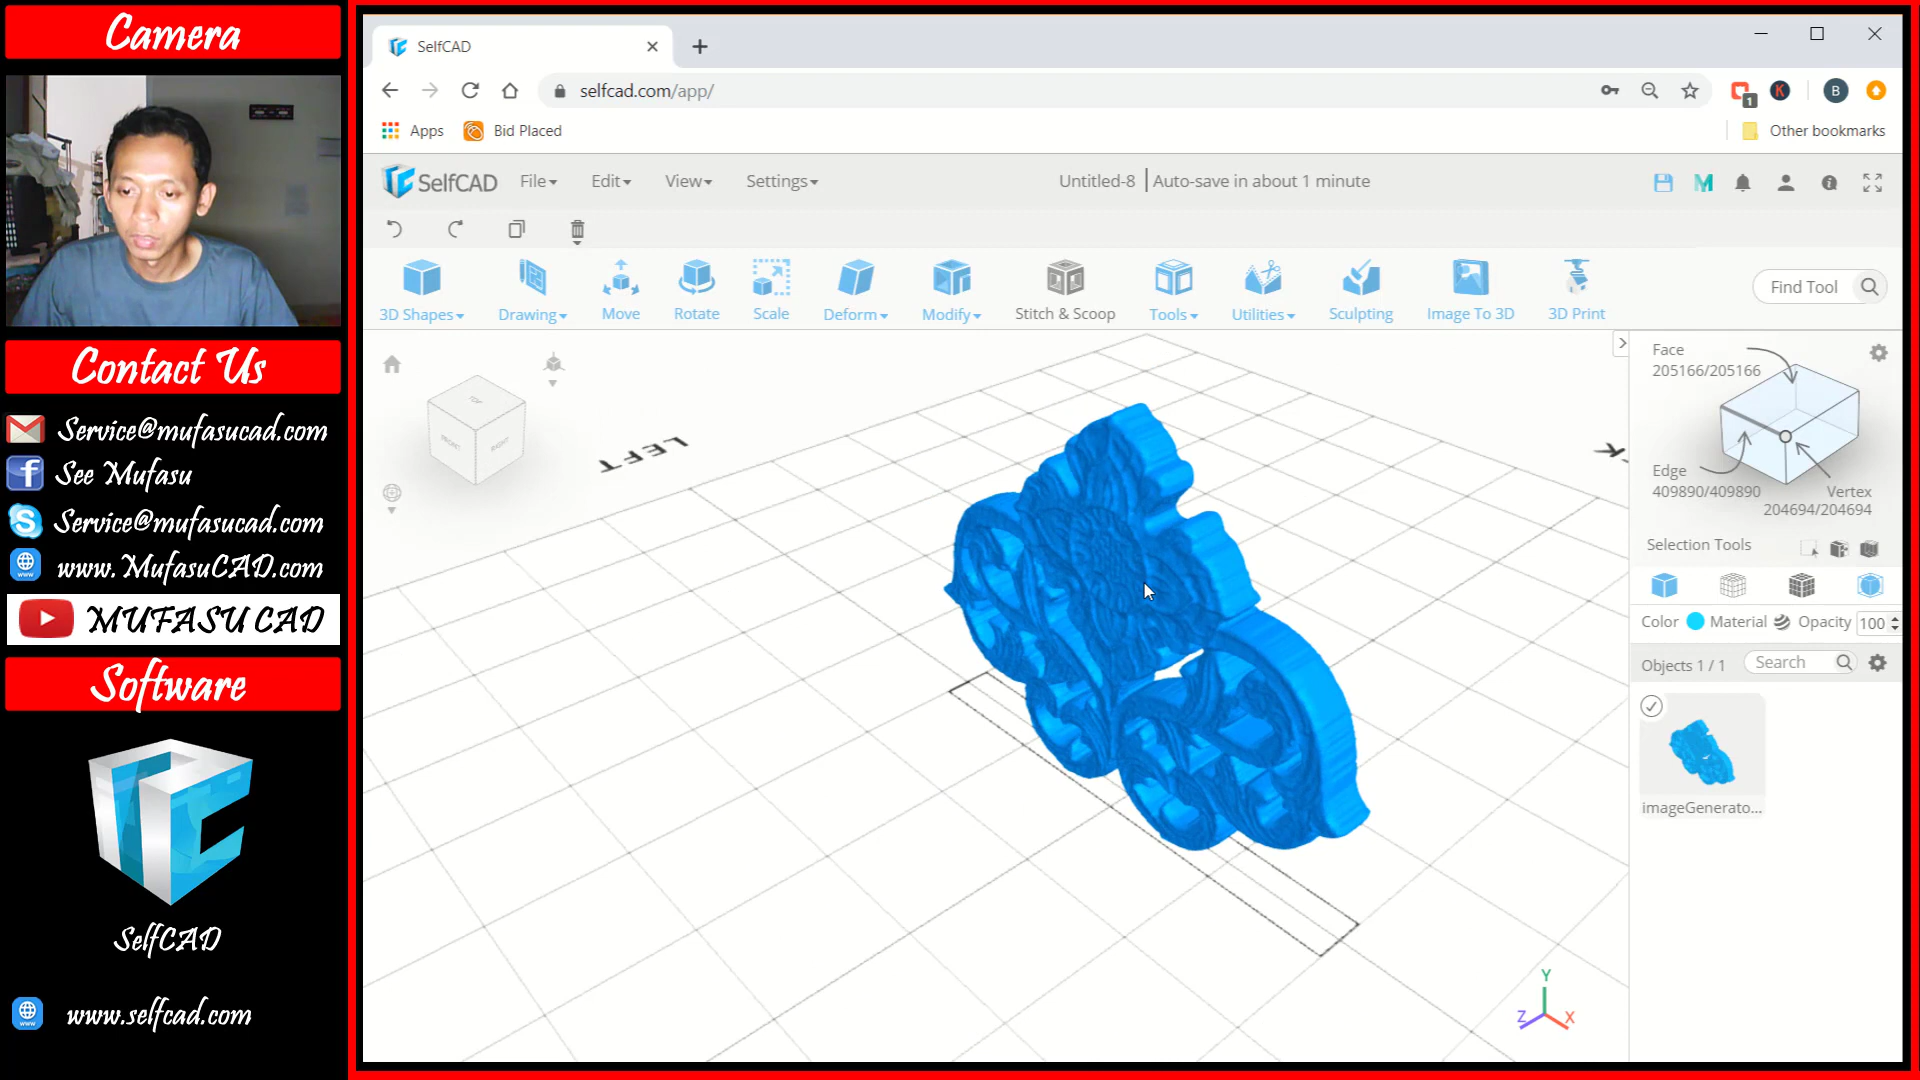 Camera
Contact Us
Service@mufasucad.com
See Mufasu
Service@mufasucad.com
www.MufasuCAD.com
MUFASU CAD
Software
SelfCAD
www.selfcad.com
SelfCAD
selfcad.com/app/
1
K
B
Apps
Bid Placed
Other bookmarks
SelfCAD
File
Edit
View
Settings
Untitled-8
Auto-save in about 1 minute
3D Shapes
Drawing
Move
Rotate
Scale
Deform
Modify
Stitch & Scoop
Tools
Utilities
Sculpting
Image To 3D
3D Print
Find Tool
TOP
FRONT
RIGHT
LEFT
K
Face
205166/205166
Edge
409890/409890
Vertex
204694/204694
Selection Tools
Color
Material
Opacity
100
Objects 1 / 1
Search
imageGenerato...
Y
Z
X